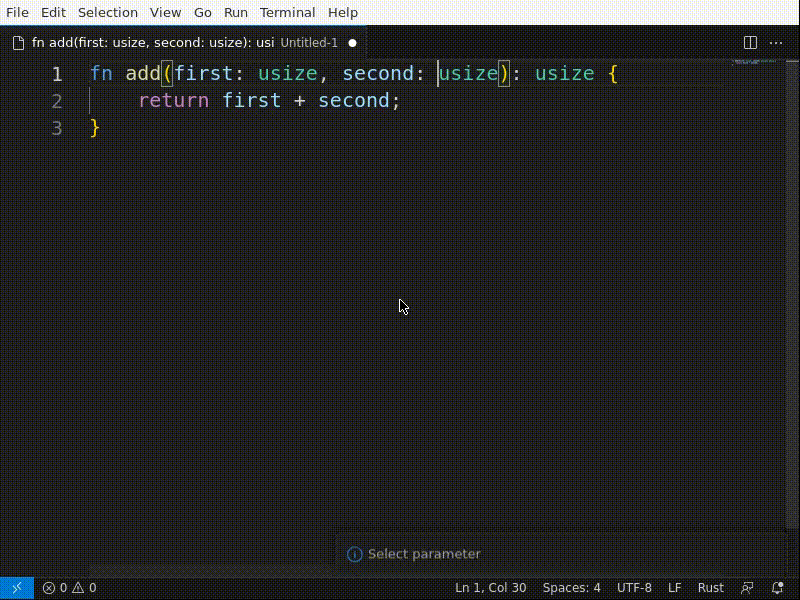 File Edit Selection View Go Run Terminal Help
fn add(first: usize, second: usize): usi Untitled-1
1 fn add(first: usize, second: usize): usize {
2 return first + second;
3 }
Select parameter
0 0 Ln 1, Col 30 Spaces: 4 UTF-8 LF Rust